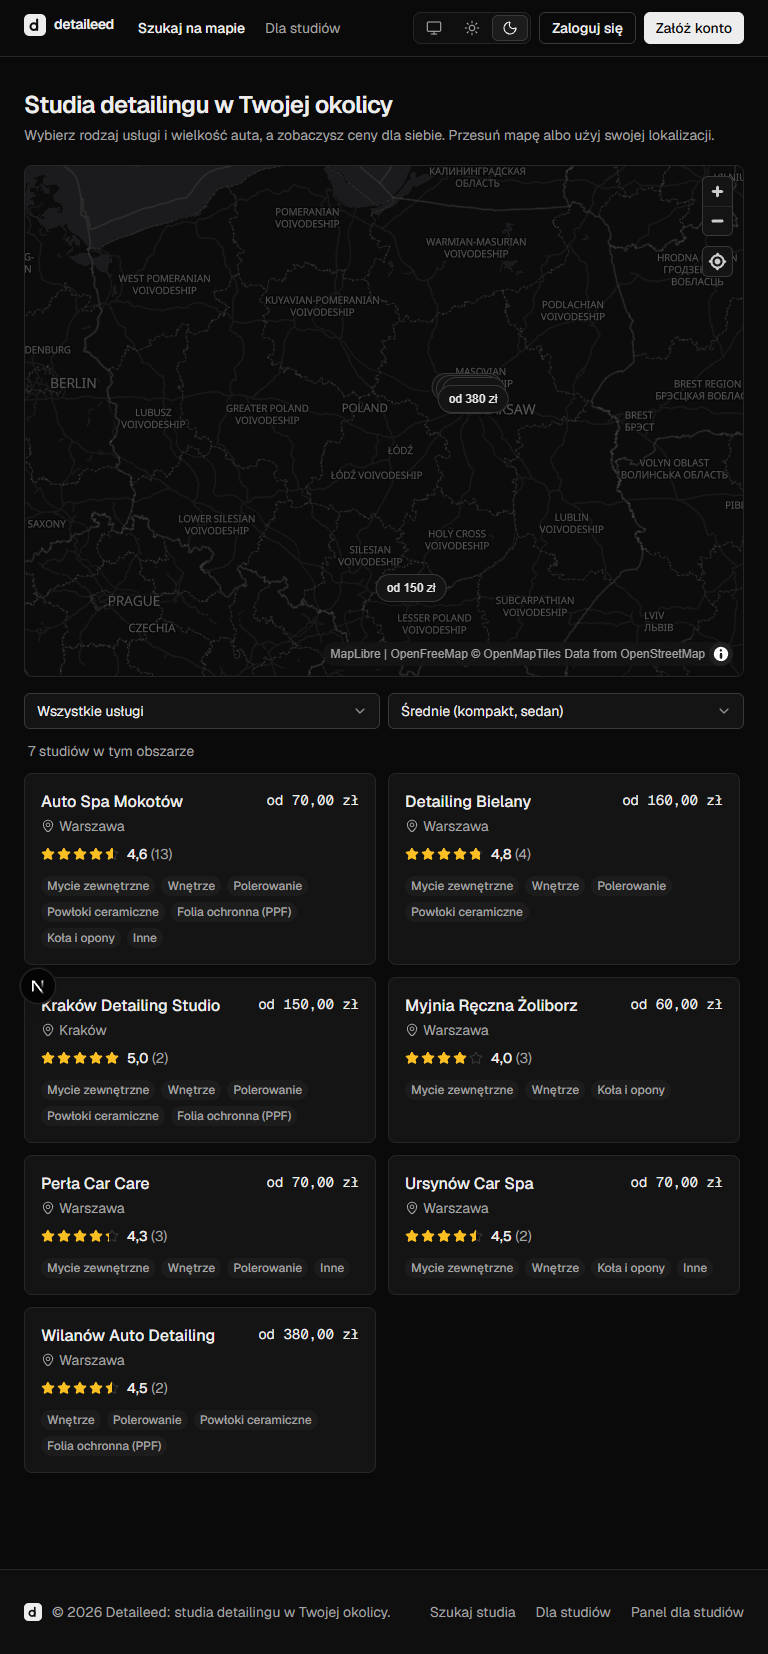 detaileed
Szukaj na mapie
Dla studiów
Zaloguj się
Załóż konto
Studia detailingu w Twojej okolicy
Wybierz rodzaj usługi i wielkość auta, a zobaczysz ceny dla siebie. Przesuń mapę albo użyj swojej lokalizacji.
КАЛИНИНГРАДСКАЯ
ОБЛАСТЬ
POMERANIAN
VOIVODESHIP
WARMIAN-MASURIAN
VOIVODESHIP
HRODNA
WEST POMERANIAN
VOIVODESHIP
ВОБЛАСЦЬ
KUYAVIAN-POMERANIAN
VOIVODESHIP
PODLACHIAN
VOIVODESHIP
DENBURG
MASOVIAN
BERLIN
BREST REGION
od 380 zł
LUBUSZ
VOIVODESHIP
GREATER POLAND
VOIVODESHIP
POLAND
BREST
БРЭСТ
ŁÓDŹ
ŁÓDŹ VOIVODESHIP
VOLYN OBLAST
ВОЛИНСЬКА ОБЛАСТЬ
SAXONY
LOWER SILESIAN
VOIVODESHIP
HOLY CROSS
VOIVODESHIP
LUBLIN
VOIVODESHIP
SILESIAN
VOIVODESHIP
od 150 zł
PRAGUE
CZECHIA
SUBCARPATHIAN
VOIVODESHIP
LESSER POLAND
VOIVODESHIP
LVIV
ЛЬВІВ
MapLibre | OpenFreeMap © OpenMapTiles Data from OpenStreetMap
Wszystkie usługi
Średnie (kompakt, sedan)
7 studiów w tym obszarze
Auto Spa Mokotów
od 70,00 zł
Warszawa
4,6 (13)
Mycie zewnętrzne Wnętrze Polerowanie
Powłoki ceramiczne Folia ochronna (PPF)
Koła i opony Inne
Detailing Bielany
od 160,00 zł
Warszawa
4,8 (4)
Mycie zewnętrzne Wnętrze Polerowanie
Powłoki ceramiczne
Kraków Detailing Studio
od 150,00 zł
Kraków
5,0 (2)
Mycie zewnętrzne Wnętrze Polerowanie
Powłoki ceramiczne Folia ochronna (PPF)
Myjnia Ręczna Żoliborz
od 60,00 zł
Warszawa
4,0 (3)
Mycie zewnętrzne Wnętrze Koła i opony
Perła Car Care
od 70,00 zł
Warszawa
4,3 (3)
Mycie zewnętrzne Wnętrze Polerowanie Inne
Ursynów Car Spa
od 70,00 zł
Warszawa
4,5 (2)
Mycie zewnętrzne Wnętrze Koła i opony Inne
Wilanów Auto Detailing
od 380,00 zł
Warszawa
4,5 (2)
Wnętrze Polerowanie Powłoki ceramiczne
Folia ochronna (PPF)
© 2026 Detaileed: studia detailingu w Twojej okolicy.
Szukaj studia
Dla studiów
Panel dla studiów